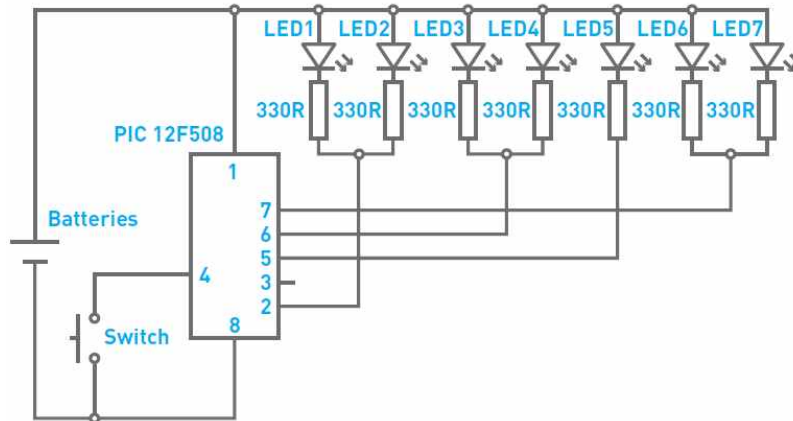 LED1 LED2 LED3 LED4 LED5 LED6 LED7
330R 330R 330R 330R 330R 330R 330R
PIC 12F508
1
7
Batteries
6
5
4
3
2
8
Switch